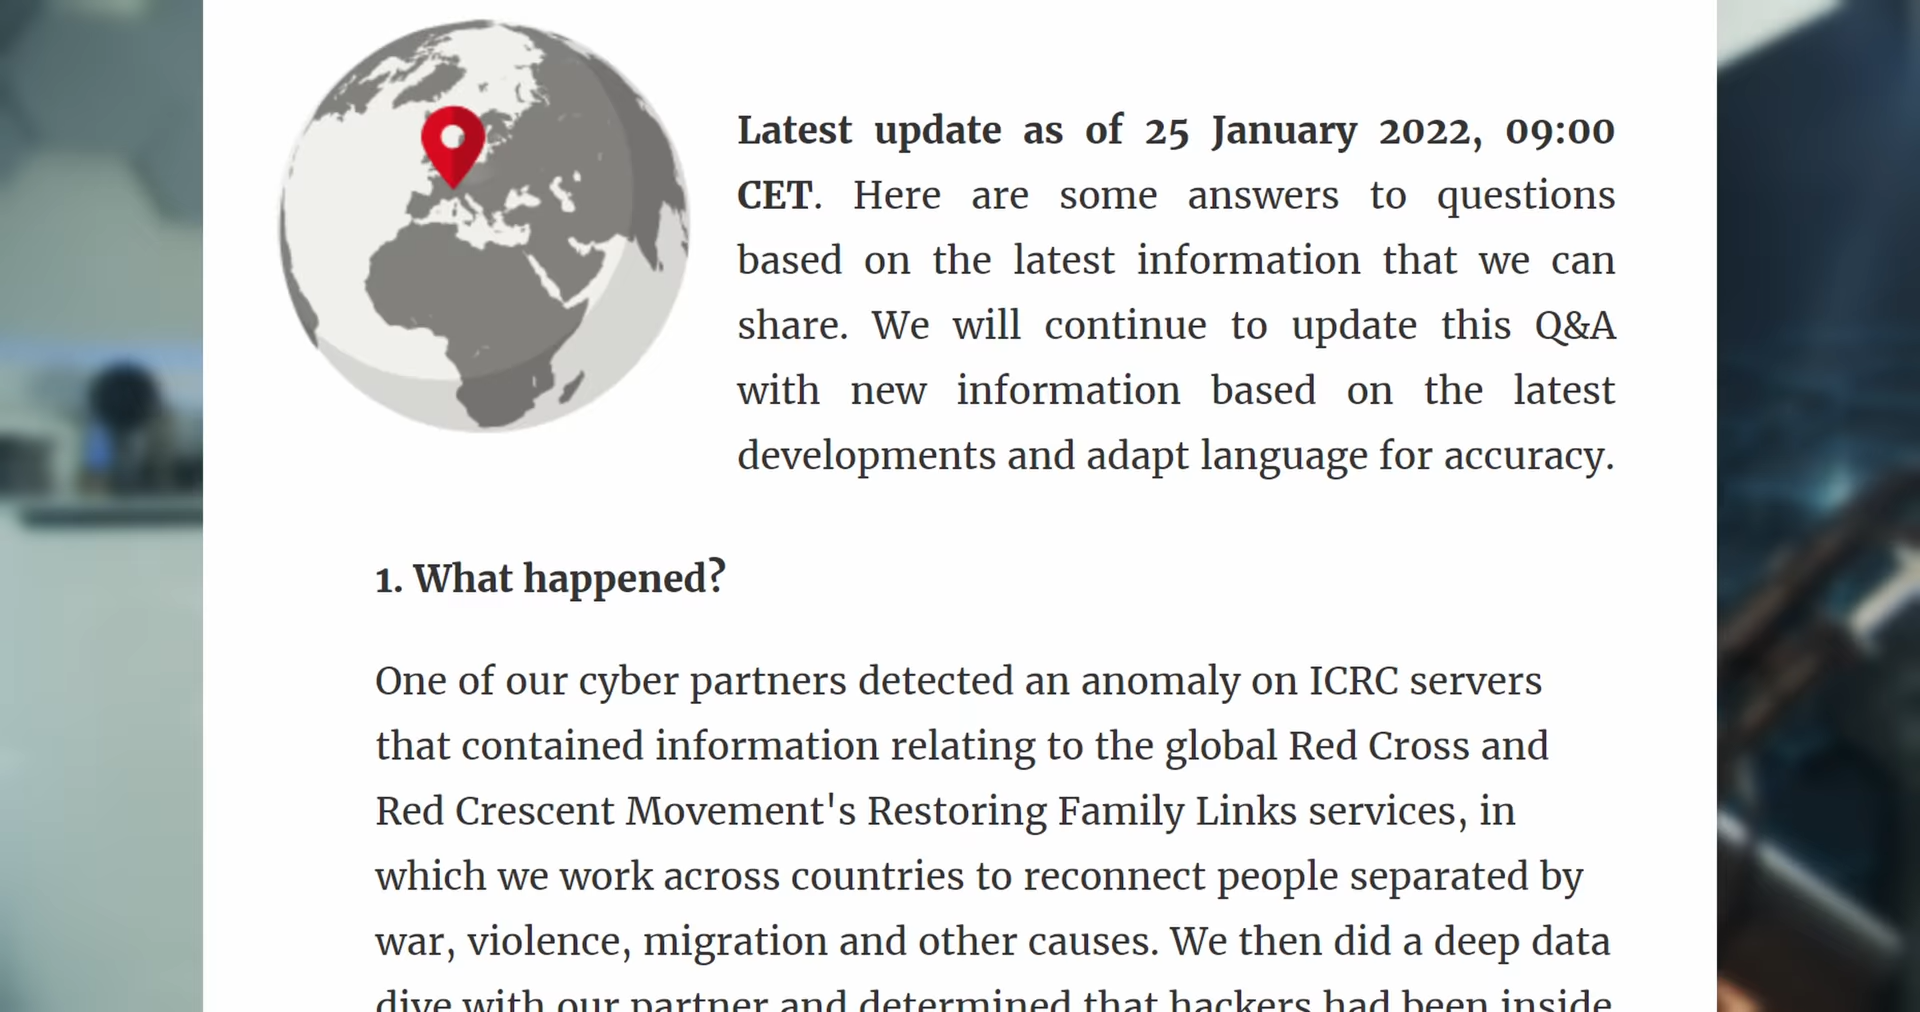 Latest update as of 25 January 2022, 09:00
CET. Here are some answers to questions
based on the latest information that we can
share. We will continue to update this Q&A
with new information based on the latest
developments and adapt language for accuracy.
1. What happened?
One of our cyber partners detected an anomaly on ICRC servers
that contained information relating to the global Red Cross and
Red Crescent Movement's Restoring Family Links services, in
which we work across countries to reconnect people separated by
war, violence, migration and other causes. We then did a deep data
dive with our partner and determined that hackers had been inside